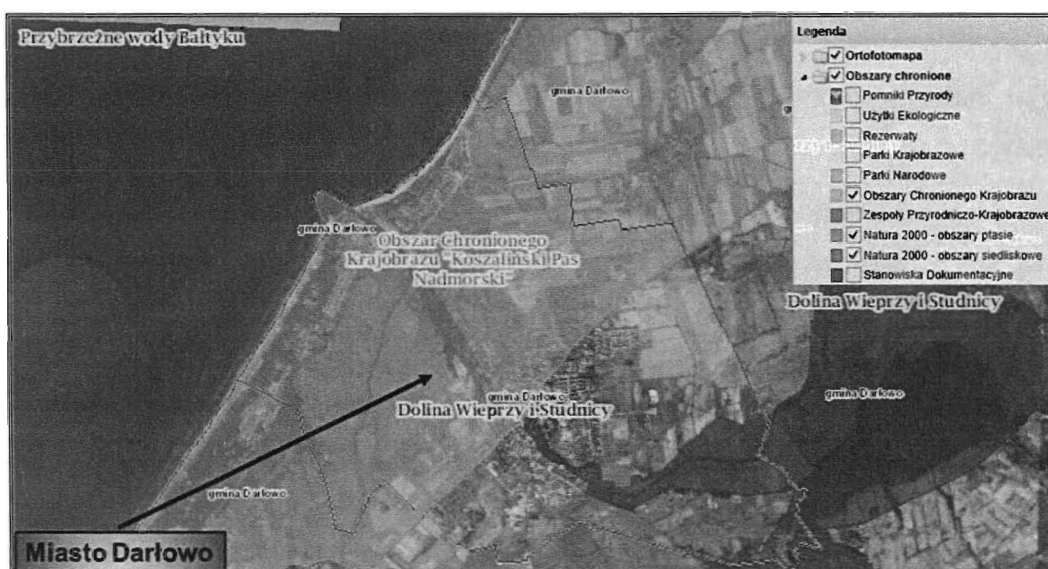 Przybrzeżne wody Bałtyku
gmina Darłowo
Legenda
Ortofotomapa
Obszary chronione
Pomniki Przyrody
Użytki Ekologiczne
Rezerwaty
Parki Krajobrazowe
Parki Narodowe
Obszary Chronionego Krajobrazu
Zespoły Przyrodniczo-Krajobrazowe
Natura 2000 - obszary ptasie
Natura 2000 - obszary siedliskowe
Stanowiska Dokumentacyjne
gmina Darłowo
Obszar Chronionego
Krajobrazu "Koszaliński Pas
Nadmorski"
Dolina Wieprzy i Studnicy
gmina Darłowo
Dolina Wieprzy i Studnicy
gmina Darłowo
gmina Darłowo
Miasto Darłowo